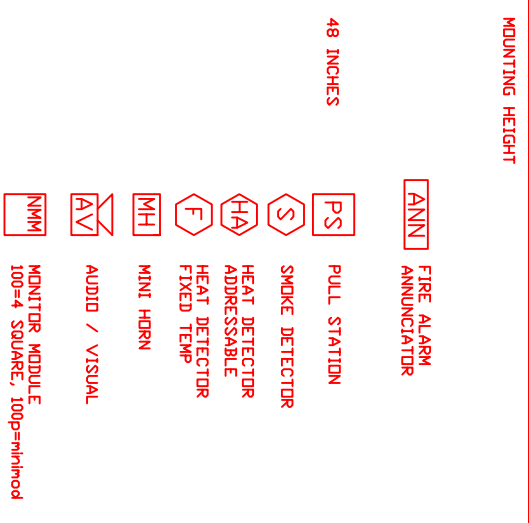 MOUNTING HEIGHT
ANN
FIRE ALARM
ANNUNCIATOR
48 INCHES
PS
PULL STATION
S
SMOKE DETECTOR
HA
HEAT DETECTOR
ADDRESSABLE
F
HEAT DETECTOR
FIXED TEMP
MH
MINI HORN
AV
AUDIO / VISUAL
NMM
MONITOR MODULE
100=4 SQUARE, 100p=minimod